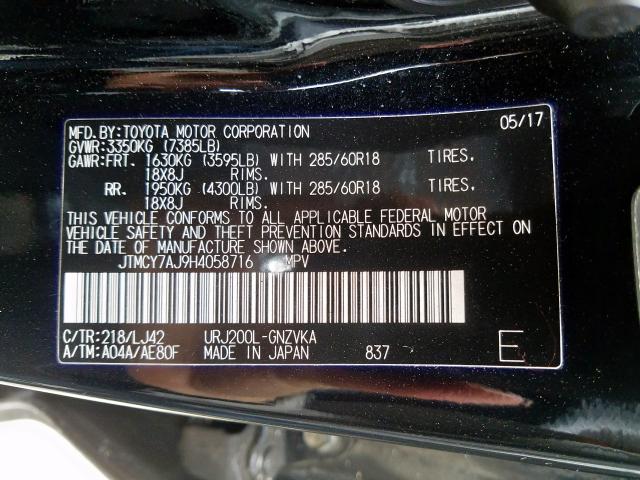 MFD.BY:TOYOTA MOTOR CORPORATION 05/17
GVWR:3350KG (7385LB)
GAWR:FRT. 1630KG (3595LB) WITH 285/60R18 TIRES.
18X8J RIMS.
RR. 1950KG (4300LB) WITH 285/60R18 TIRES.
18X8J RIMS.
THIS VEHICLE CONFORMS TO ALL APPLICABLE FEDERAL MOTOR
VEHICLE SAFETY AND THEFT PREVENTION STANDARDS IN EFFECT ON
THE DATE OF MANUFACTURE SHOWN ABOVE.
JTMCY7AJ9H4058716 MPV
C/TR:218/LJ42 URJ200L-GNZVKA
A/TM:A04A/AE80F MADE IN JAPAN 837 E